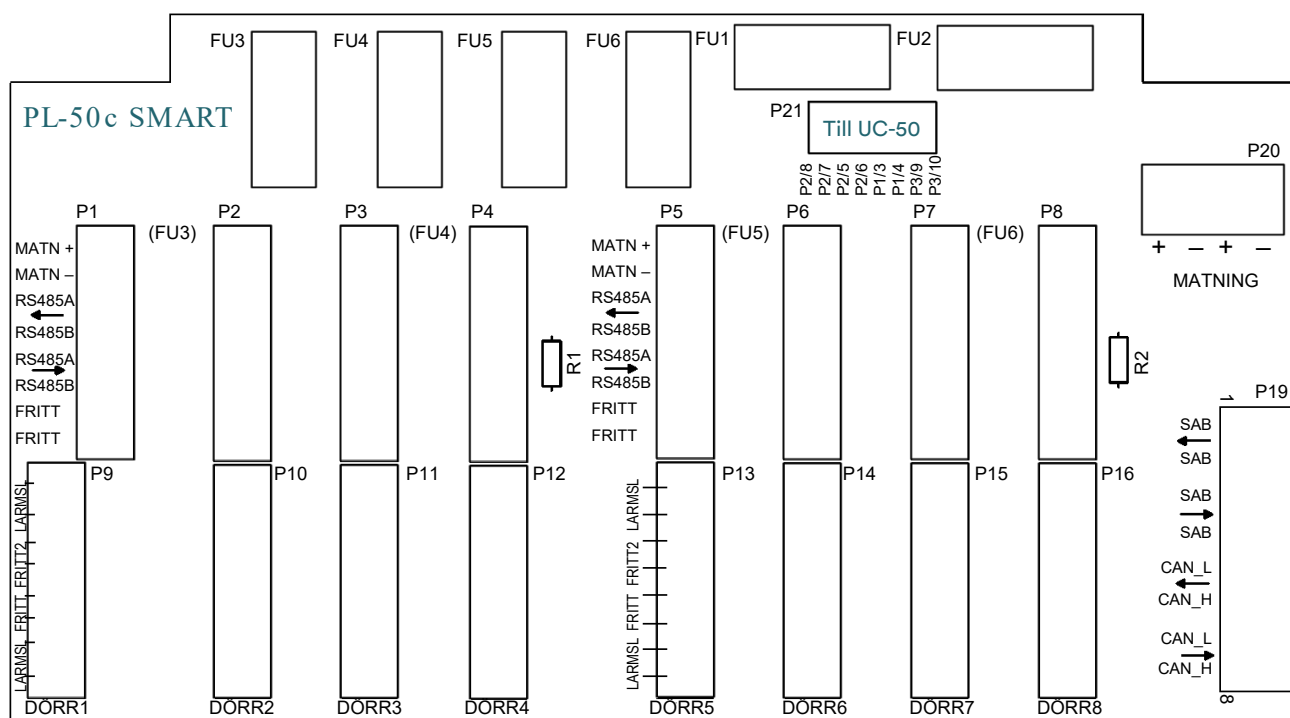 FU3
FU4
FU5
FU6
FU1
FU2
PL-50c SMART
P21
Till UC-50
P2/8
P2/7
P2/5
P2/6
P1/3
P1/4
P3/9
P3/10
P20
+ – + –
MATNING
P1
(FU3)
P2
P3
(FU4)
P4
P5
(FU5)
P6
P7
(FU6)
P8
MATN +
MATN –
RS485A
RS485B
RS485A
RS485B
FRITT
FRITT
R1
MATN +
MATN –
RS485A
RS485B
RS485A
RS485B
FRITT
FRITT
R2
1
P19
SAB
SAB
SAB
SAB
CAN_L
CAN_H
CAN_L
CAN_H
8
P9
P10
P11
P12
P13
P14
P15
P16
LARMSL
FRITT2
FRITT
LARMSL
LARMSL
FRITT2
FRITT
LARMSL
DÖRR1
DÖRR2
DÖRR3
DÖRR4
DÖRR5
DÖRR6
DÖRR7
DÖRR8